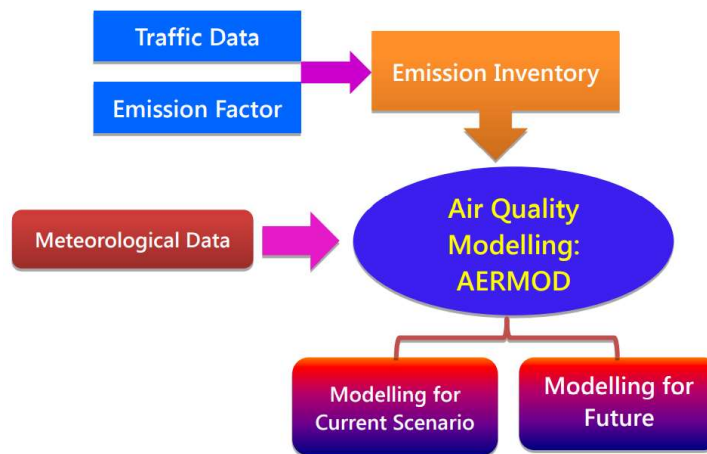 Traffic Data
Emission Factor
Emission Inventory
Meteorological Data
Air Quality
Modelling:
AERMOD
Modelling for
Current Scenario
Modelling for
Future